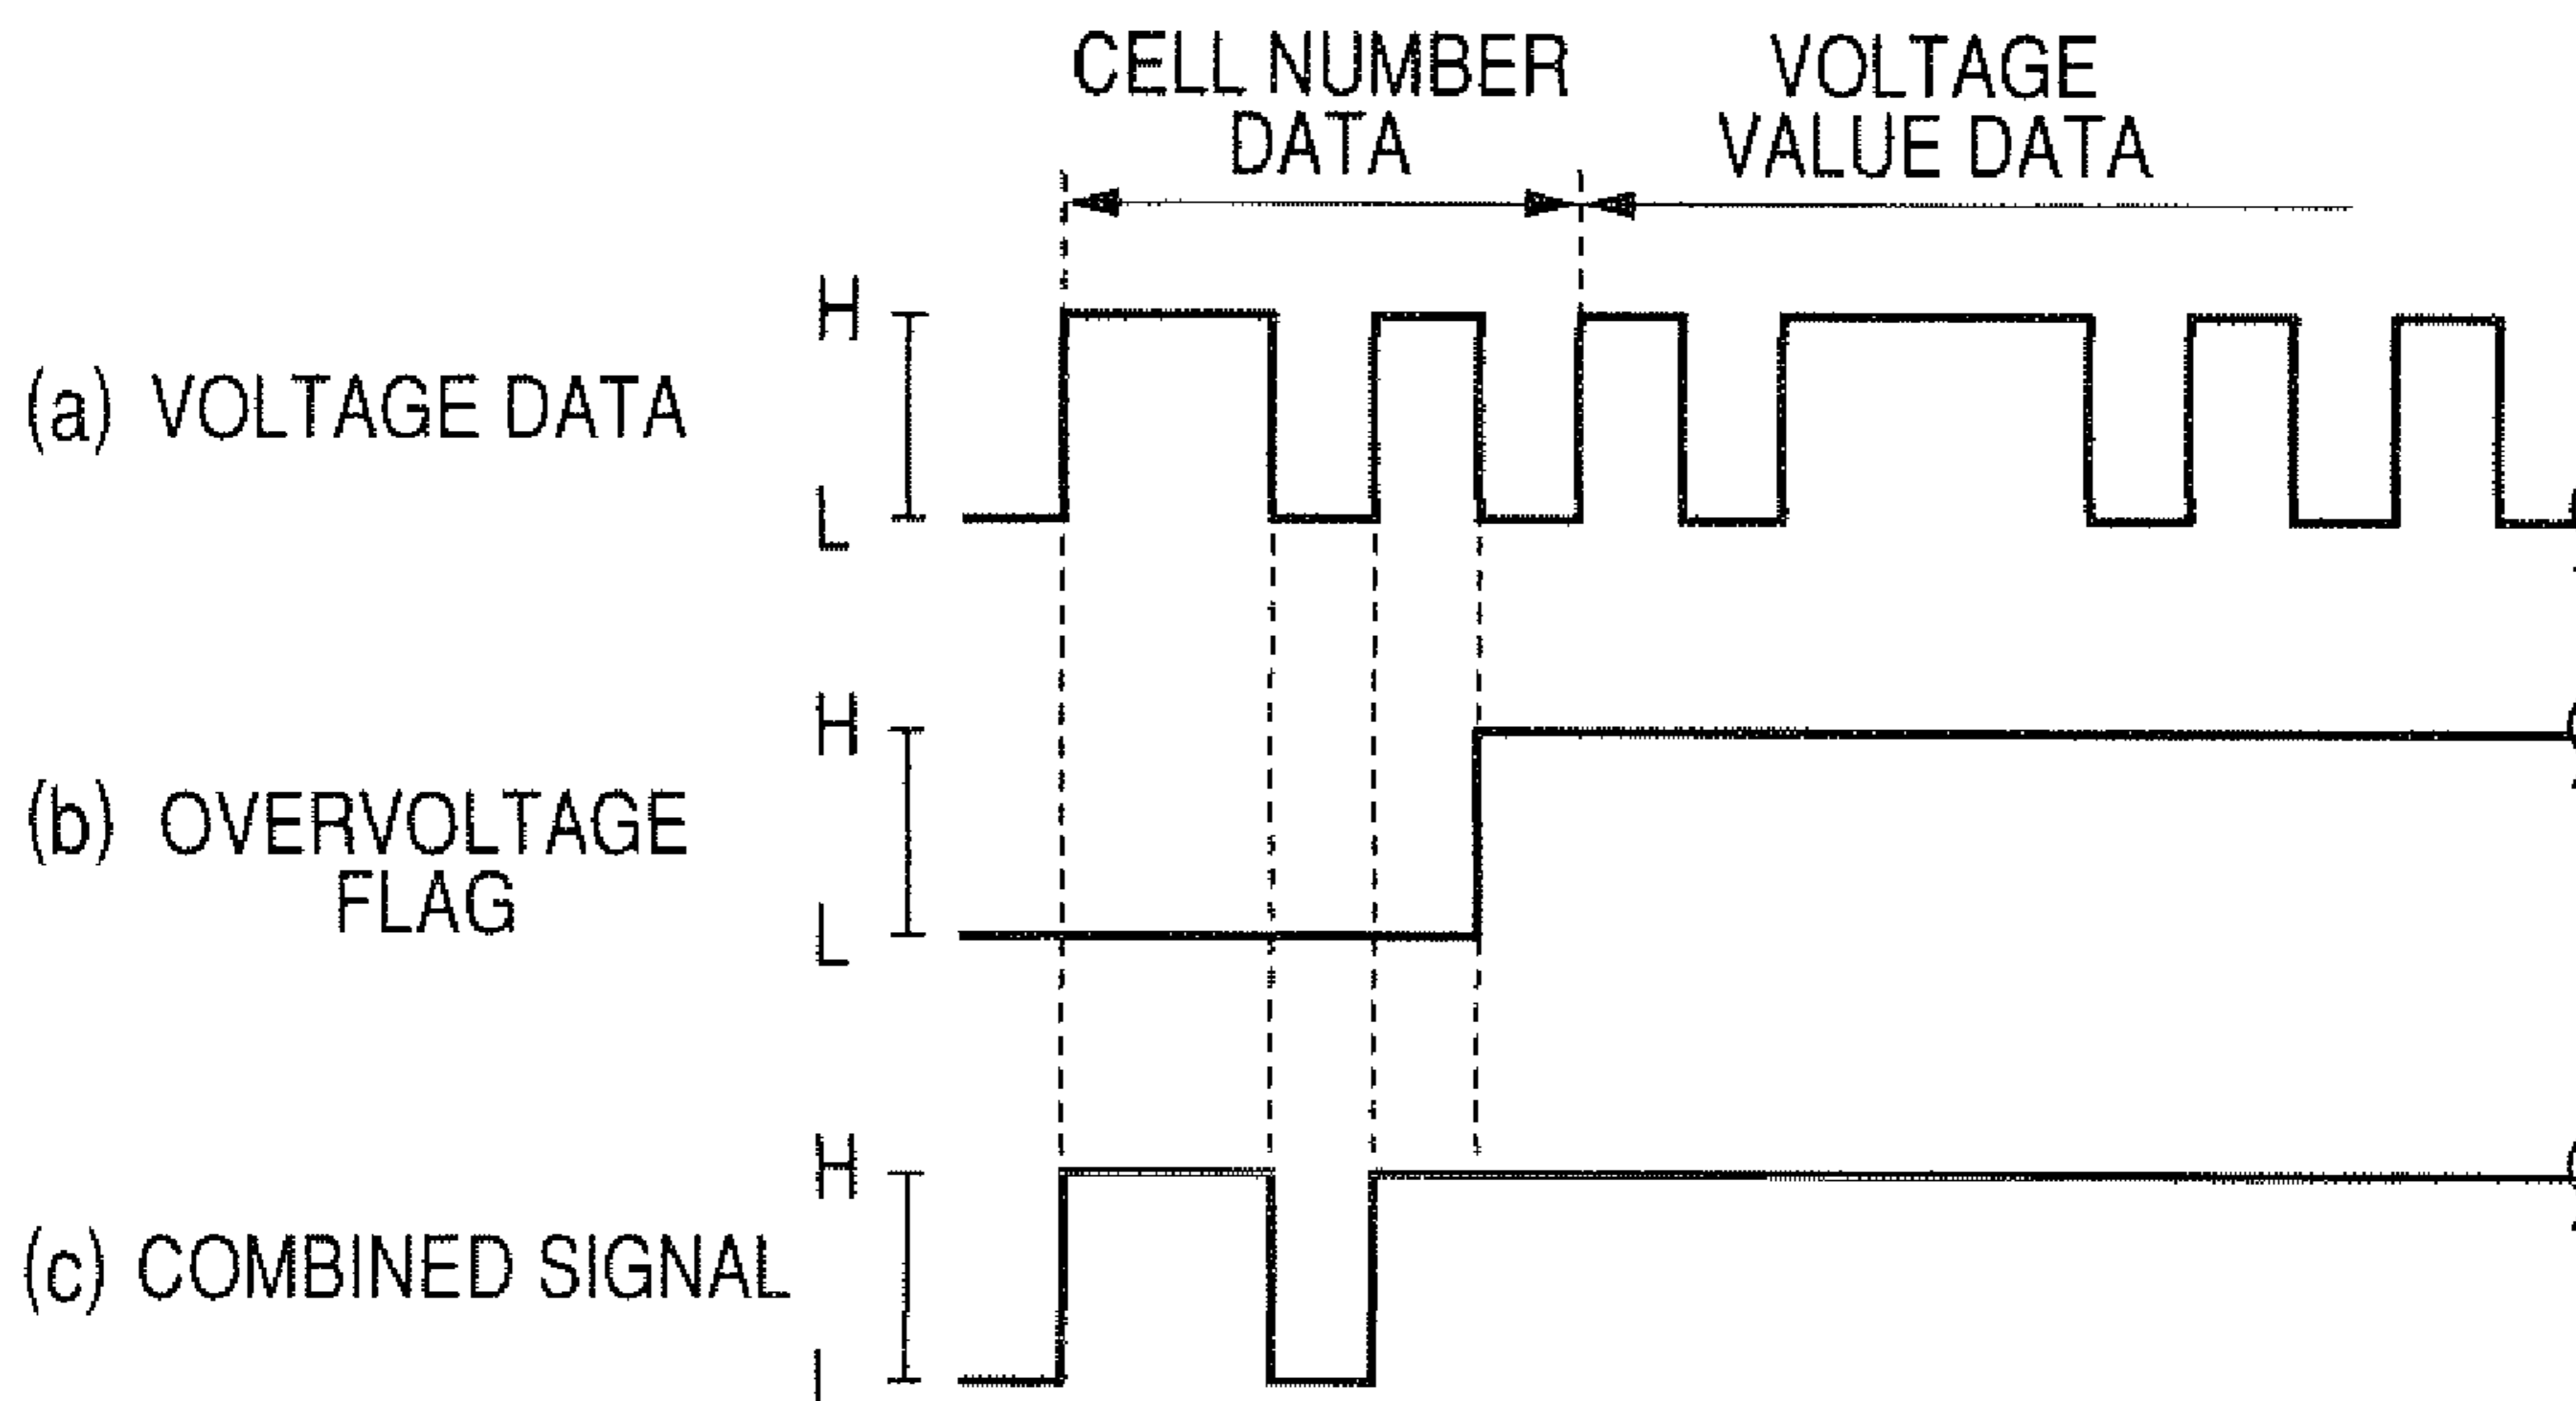 CELL NUMBER
DATA
VOLTAGE
VALUE DATA
H
(a) VOLTAGE DATA
L
H
(b) OVERVOLTAGE
FLAG
L
H
(c) COMBINED SIGNAL